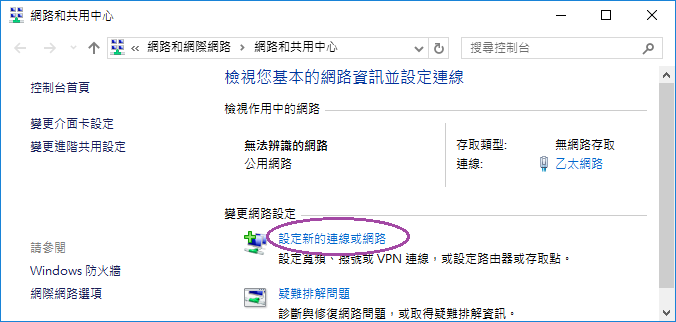 網路和共用中心
« 網路和網際網路 › 網路和共用中心
搜尋控制台
控制台首頁
變更介面卡設定
變更進階共用設定
請參閱
Windows 防火牆
網際網路選項
檢視您基本的網路資訊並設定連線
檢視作用中的網路
無法辨識的網路
公用網路
存取類型: 無網路存取
連線: 乙太網路
變更網路設定
設定新的連線或網路
設定寬頻、撥號或 VPN 連線，或設定路由器或存取點。
疑難排解問題
診斷與修復網路問題，或取得疑難排解資訊。